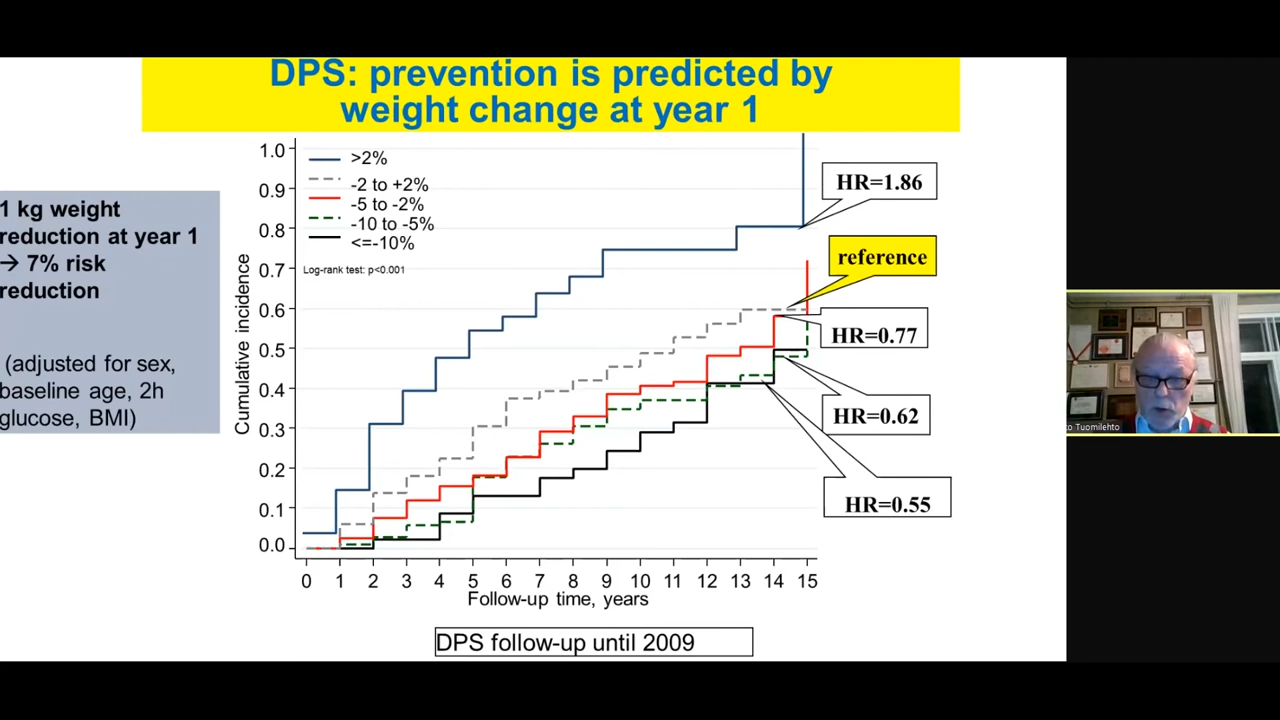 DPS: prevention is predicted by
weight change at year 1
1 kg weight
reduction at year 1
→ 7% risk
reduction
(adjusted for sex,
baseline age, 2h
glucose, BMI)
Cumulative incidence
1.0
0.9
0.8
0.7
0.6
0.5
0.4
0.3
0.2
0.1
0.0
>2%
-2 to +2%
-5 to -2%
-10 to -5%
<=-10%
Log-rank test: p<0.001
HR=1.86
reference
HR=0.77
HR=0.62
HR=0.55
0 1 2 3 4 5 6 7 8 9 10 11 12 13 14 15
Follow-up time, years
DPS follow-up until 2009
Tuomilehto